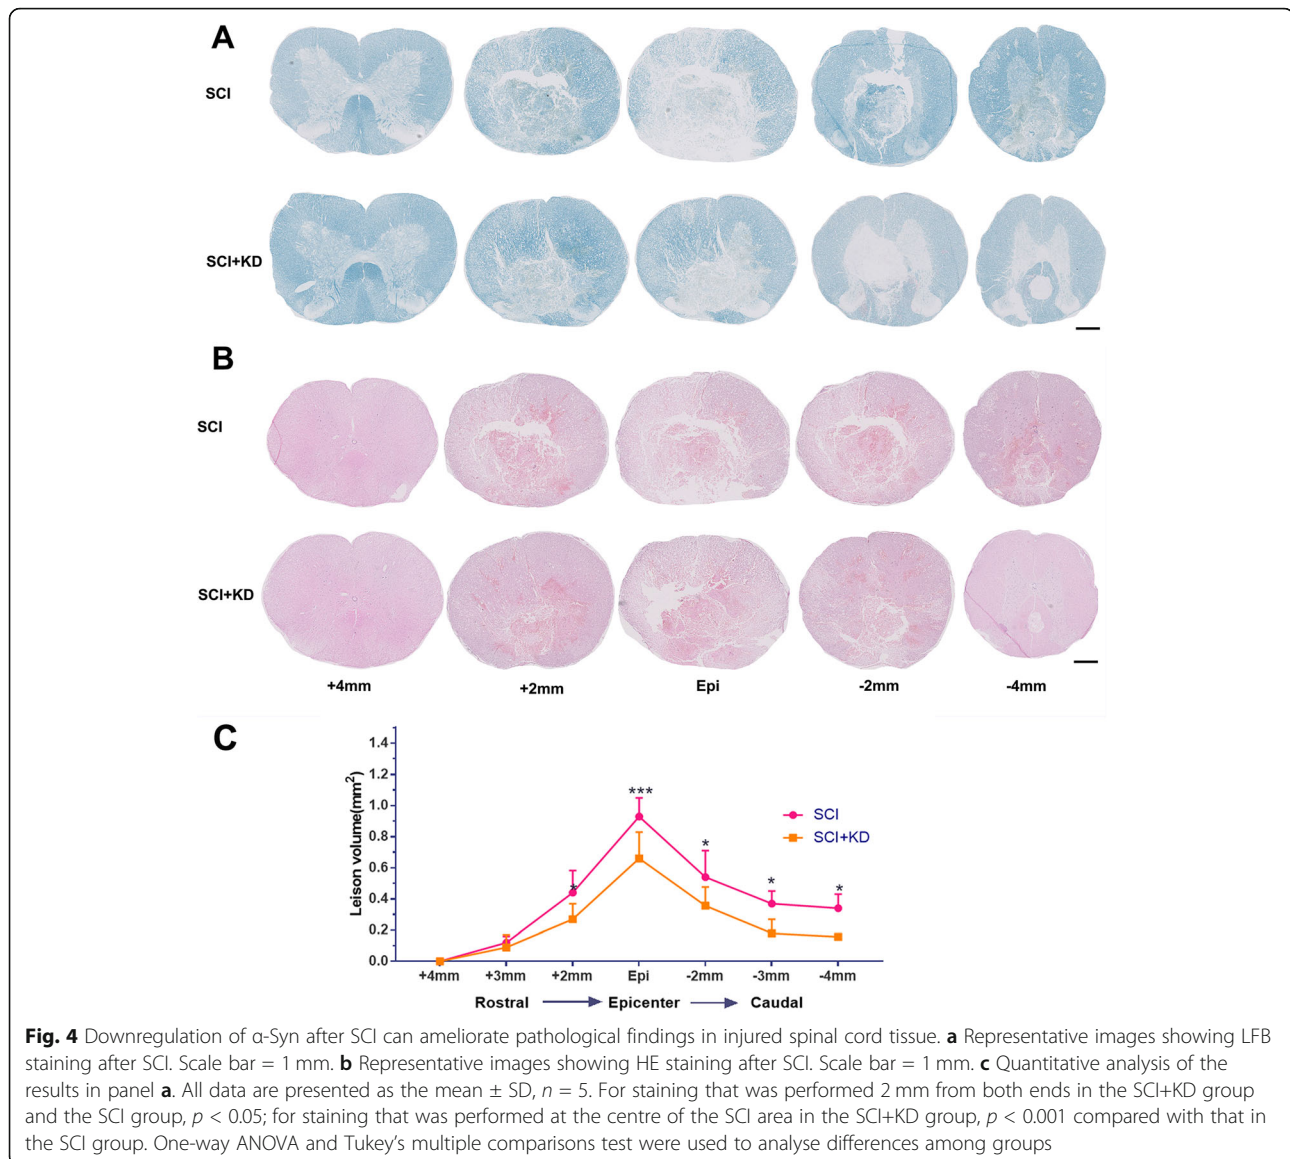 A
SCI
SCI+KD
B
SCI
SCI+KD
+4mm +2mm Epi -2mm -4mm
C
Leison volume(mm²)
1.4
1.2
1.0
0.8
0.6
0.4
0.2
0.0
*** * * * *
SCI
SCI+KD
+4mm +3mm +2mm Epi -2mm -3mm -4mm
Rostral Epicenter Caudal
Fig. 4 Downregulation of α-Syn after SCI can ameliorate pathological findings in injured spinal cord tissue. a Representative images showing LFB
staining after SCI. Scale bar = 1 mm. b Representative images showing HE staining after SCI. Scale bar = 1 mm. c Quantitative analysis of the
results in panel a. All data are presented as the mean ± SD, n = 5. For staining that was performed 2 mm from both ends in the SCI+KD group
and the SCI group, p < 0.05; for staining that was performed at the centre of the SCI area in the SCI+KD group, p < 0.001 compared with that in
the SCI group. One-way ANOVA and Tukey's multiple comparisons test were used to analyse differences among groups